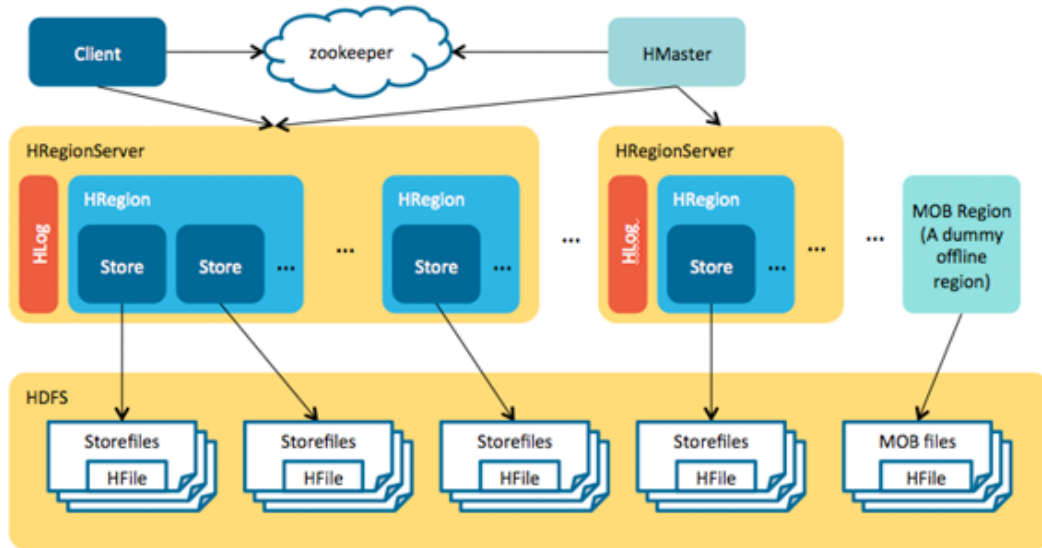 Client
zookeeper
HMaster
HRegionServer
HRegionServer
HLog
HRegion
Store
Store
...
...
HRegion
Store
...
...
HLog
HRegion
Store
...
...
...
MOB Region
(A dummy
offline
region)
HDFS
Storefiles
HFile
Storefiles
HFile
Storefiles
HFile
Storefiles
HFile
MOB files
HFile